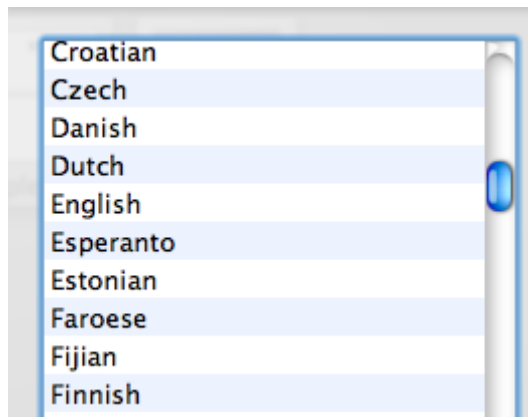 Croatian
Czech
Danish
Dutch
English
Esperanto
Estonian
Faroese
Fijian
Finnish